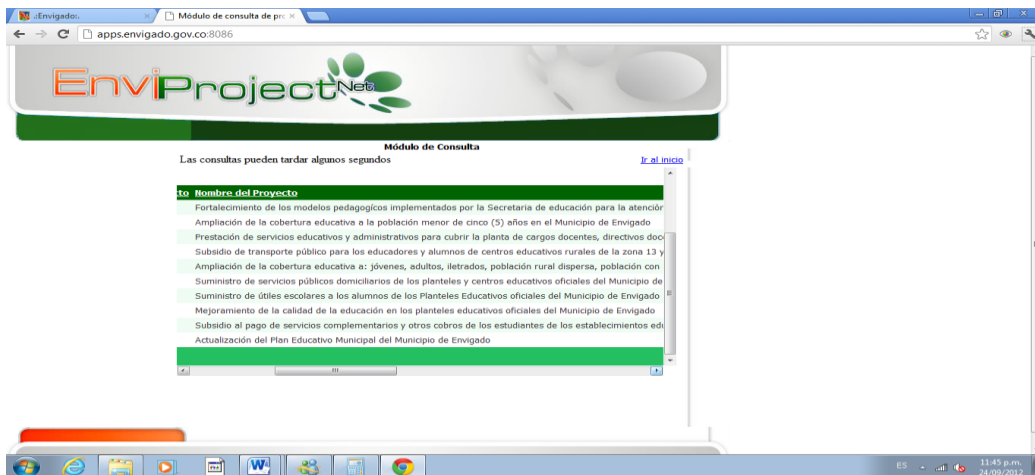 .:Envigado:.
Módulo de consulta de pro
apps.envigado.gov.co:8086
EnviProject Net
Módulo de Consulta
Las consultas pueden tardar algunos segundos
Ir al inicio
to Nombre del Proyecto
Fortalecimiento de los modelos pedagogícos implementados por la Secretaria de educación para la atención
Ampliación de la cobertura educativa a la población menor de cinco (5) años en el Municipio de Envigado
Prestación de servicios educativos y administrativos para cubrir la planta de cargos docentes, directivos doce
Subsidio de transporte público para los educadores y alumnos de centros educativos rurales de la zona 13 y
Ampliación de la cobertura educativa a: jóvenes, adultos, iletrados, población rural dispersa, población con
Suministro de servicios públicos domiciliarios de los planteles y centros educativos oficiales del Municipio de
Suministro de útiles escolares a los alumnos de los Planteles Educativos oficiales del Municipio de Envigado
Mejoramiento de la calidad de la educación en los planteles educativos oficiales del Municipio de Envigado
Subsidio al pago de servicios complementarios y otros cobros de los estudiantes de los establecimientos edu
Actualización del Plan Educativo Municipal del Municipio de Envigado
ES
11:45 p.m.
24/09/2012